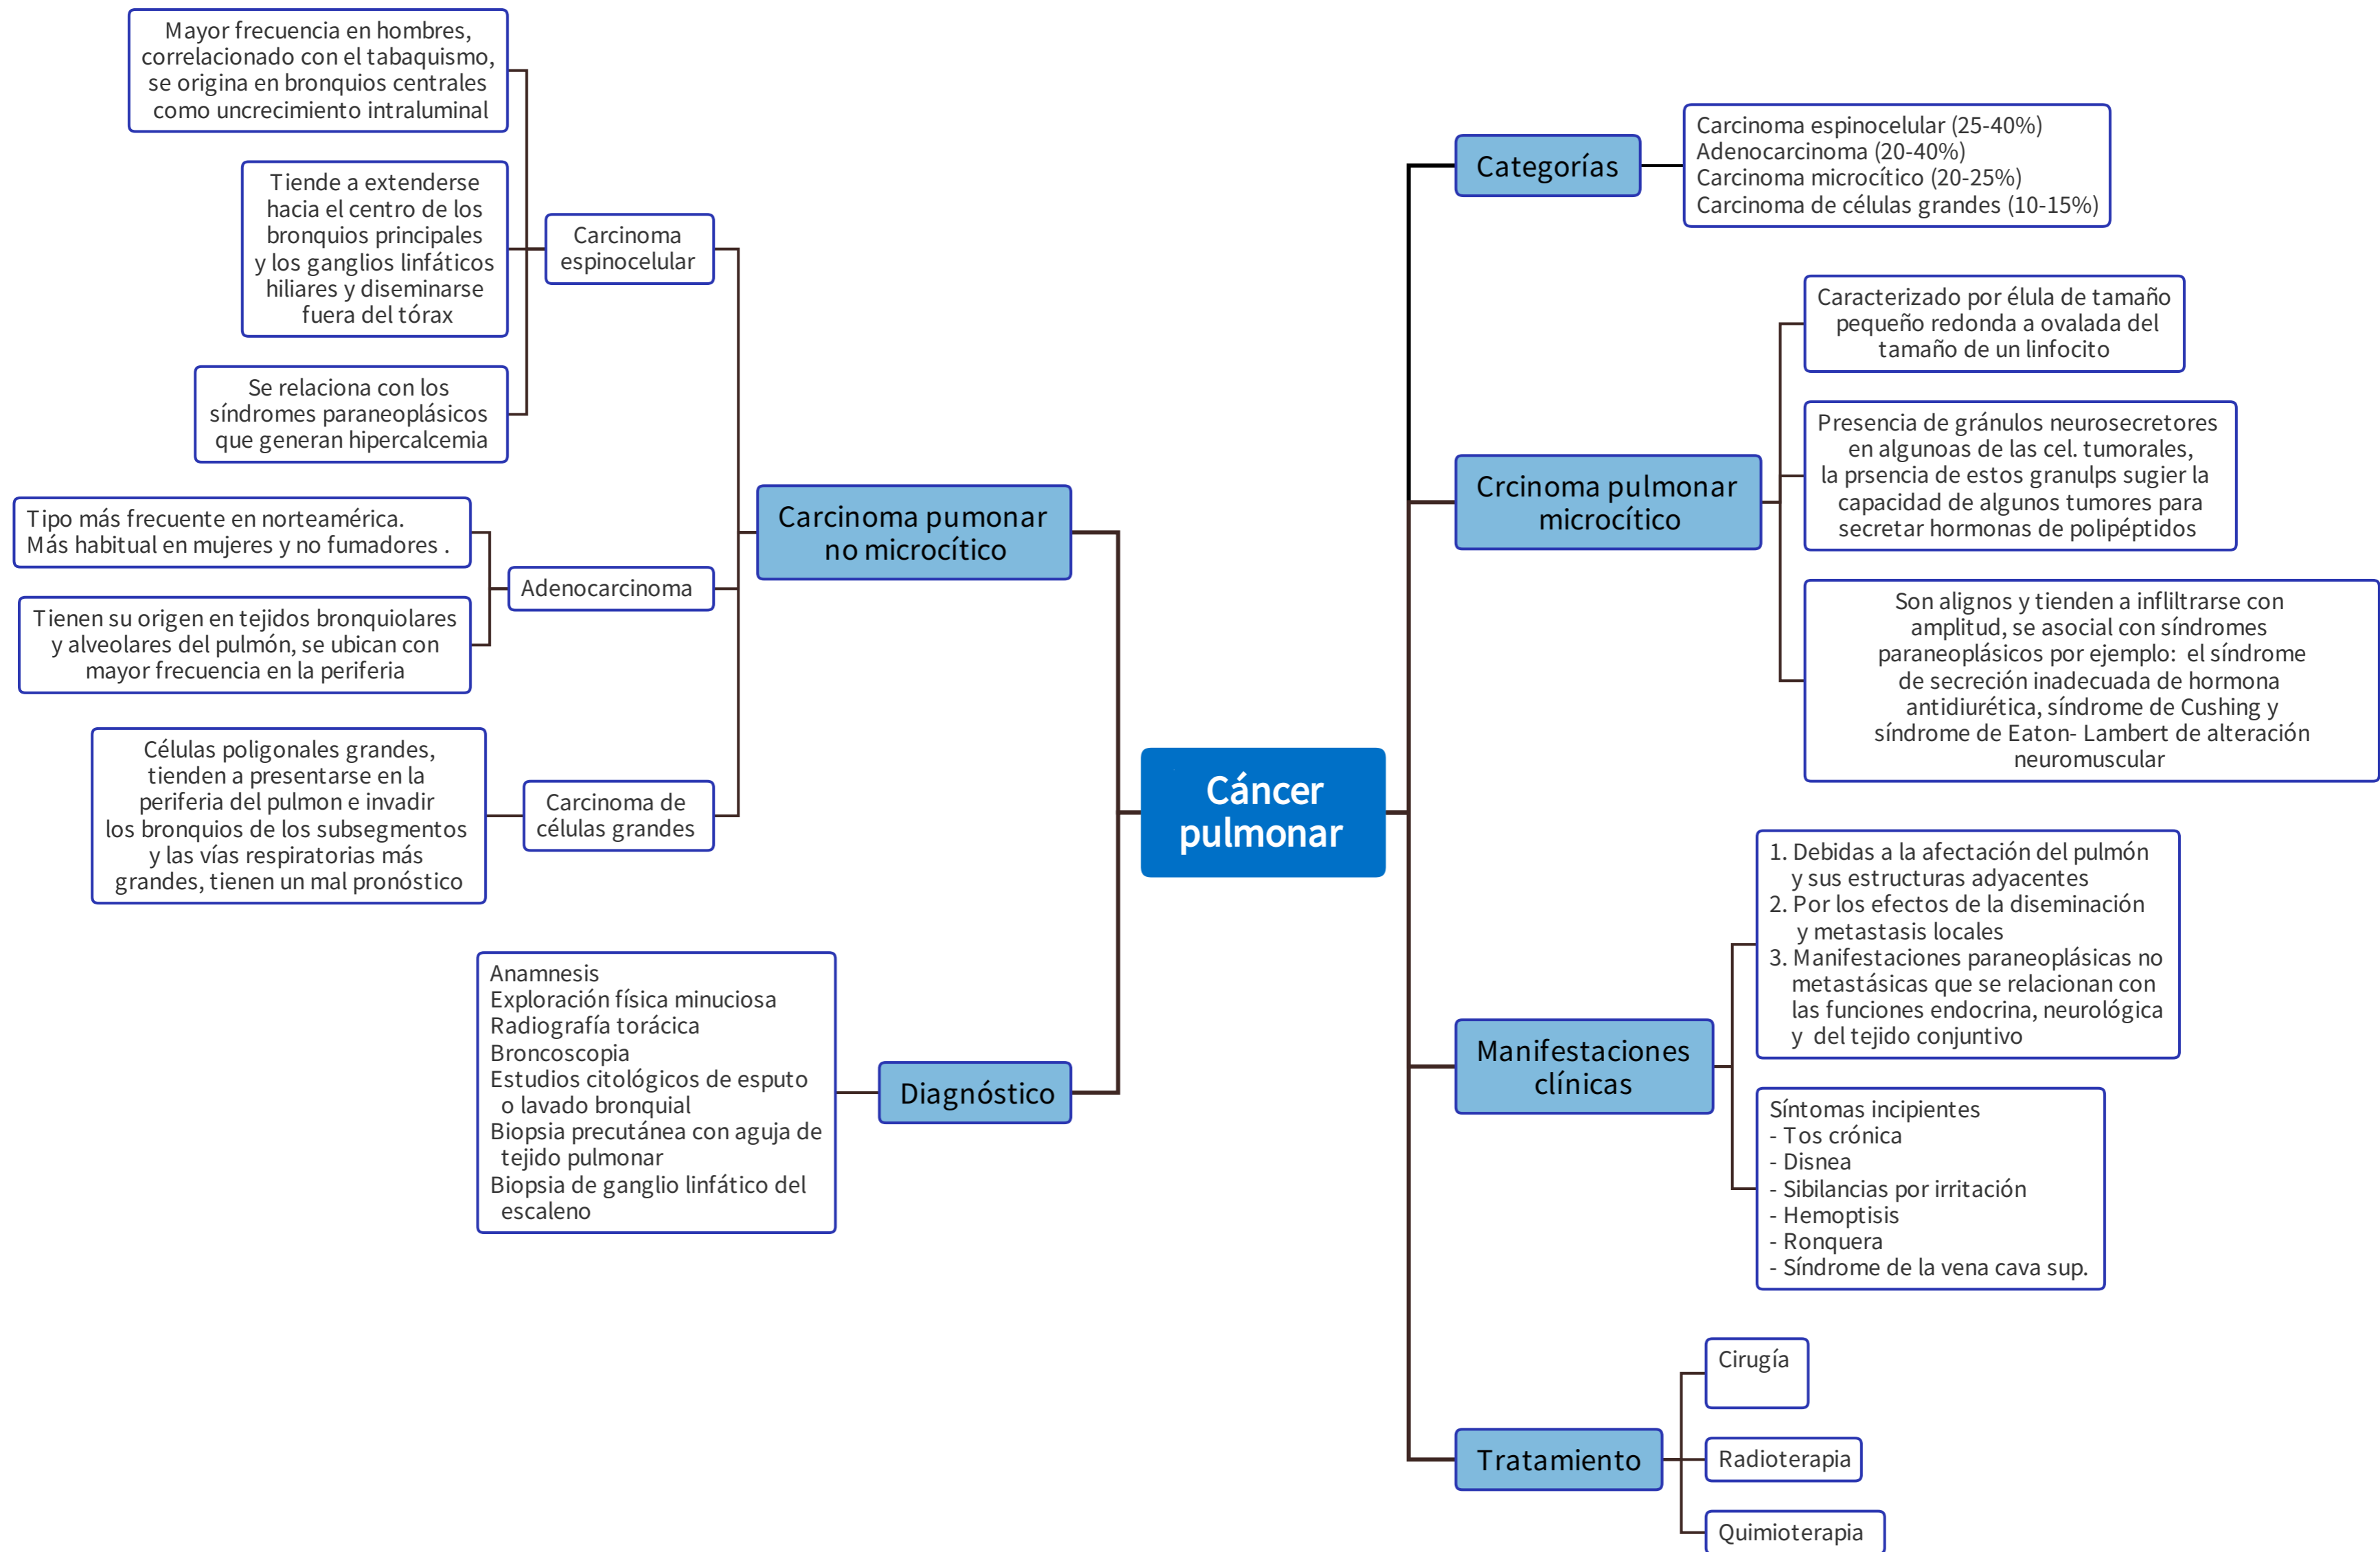 Cáncer
pulmonar
Categorías
Carcinoma espinocelular (25-40%)
Adenocarcinoma (20-40%)
Carcinoma microcítico (20-25%)
Carcinoma de células grandes (10-15%)
Crcinoma pulmonar
microcítico
Caracterizado por élula de tamaño
pequeño redonda a ovalada del
tamaño de un linfocito
Presencia de gránulos neurosecretores
en algunoas de las cel. tumorales,
la prsencia de estos granulps sugier la
capacidad de algunos tumores para
secretar hormonas de polipéptidos
Son alignos y tienden a infliltrarse con
amplitud, se asocial con síndromes
paraneoplásicos por ejemplo: el síndrome
de secreción inadecuada de hormona
antidiurética, síndrome de Cushing y
síndrome de Eaton- Lambert de alteración
neuromuscular
Manifestaciones
clínicas
1. Debidas a la afectación del pulmón
y sus estructuras adyacentes
2. Por los efectos de la diseminación
y metastasis locales
3. Manifestaciones paraneoplásicas no
metastásicas que se relacionan con
las funciones endocrina, neurológica
y del tejido conjuntivo
Síntomas incipientes
- Tos crónica
- Disnea
- Sibilancias por irritación
- Hemoptisis
- Ronquera
- Síndrome de la vena cava sup.
Tratamiento
Cirugía
Radioterapia
Quimioterapia
Carcinoma pumonar
no microcítico
Carcinoma
espinocelular
Mayor frecuencia en hombres,
correlacionado con el tabaquismo,
se origina en bronquios centrales
como uncrecimiento intraluminal
Tiende a extenderse
hacia el centro de los
bronquios principales
y los ganglios linfáticos
hiliares y diseminarse
fuera del tórax
Se relaciona con los
síndromes paraneoplásicos
que generan hipercalcemia
Adenocarcinoma
Tipo más frecuente en norteamérica.
Más habitual en mujeres y no fumadores .
Tienen su origen en tejidos bronquiolares
y alveolares del pulmón, se ubican con
mayor frecuencia en la periferia
Carcinoma de
células grandes
Células poligonales grandes,
tienden a presentarse en la
periferia del pulmon e invadir
los bronquios de los subsegmentos
y las vías respiratorias más
grandes, tienen un mal pronóstico
Diagnóstico
Anamnesis
Exploración física minuciosa
Radiografía torácica
Broncoscopia
Estudios citológicos de esputo
o lavado bronquial
Biopsia precutánea con aguja de
tejido pulmonar
Biopsia de ganglio linfático del
escaleno